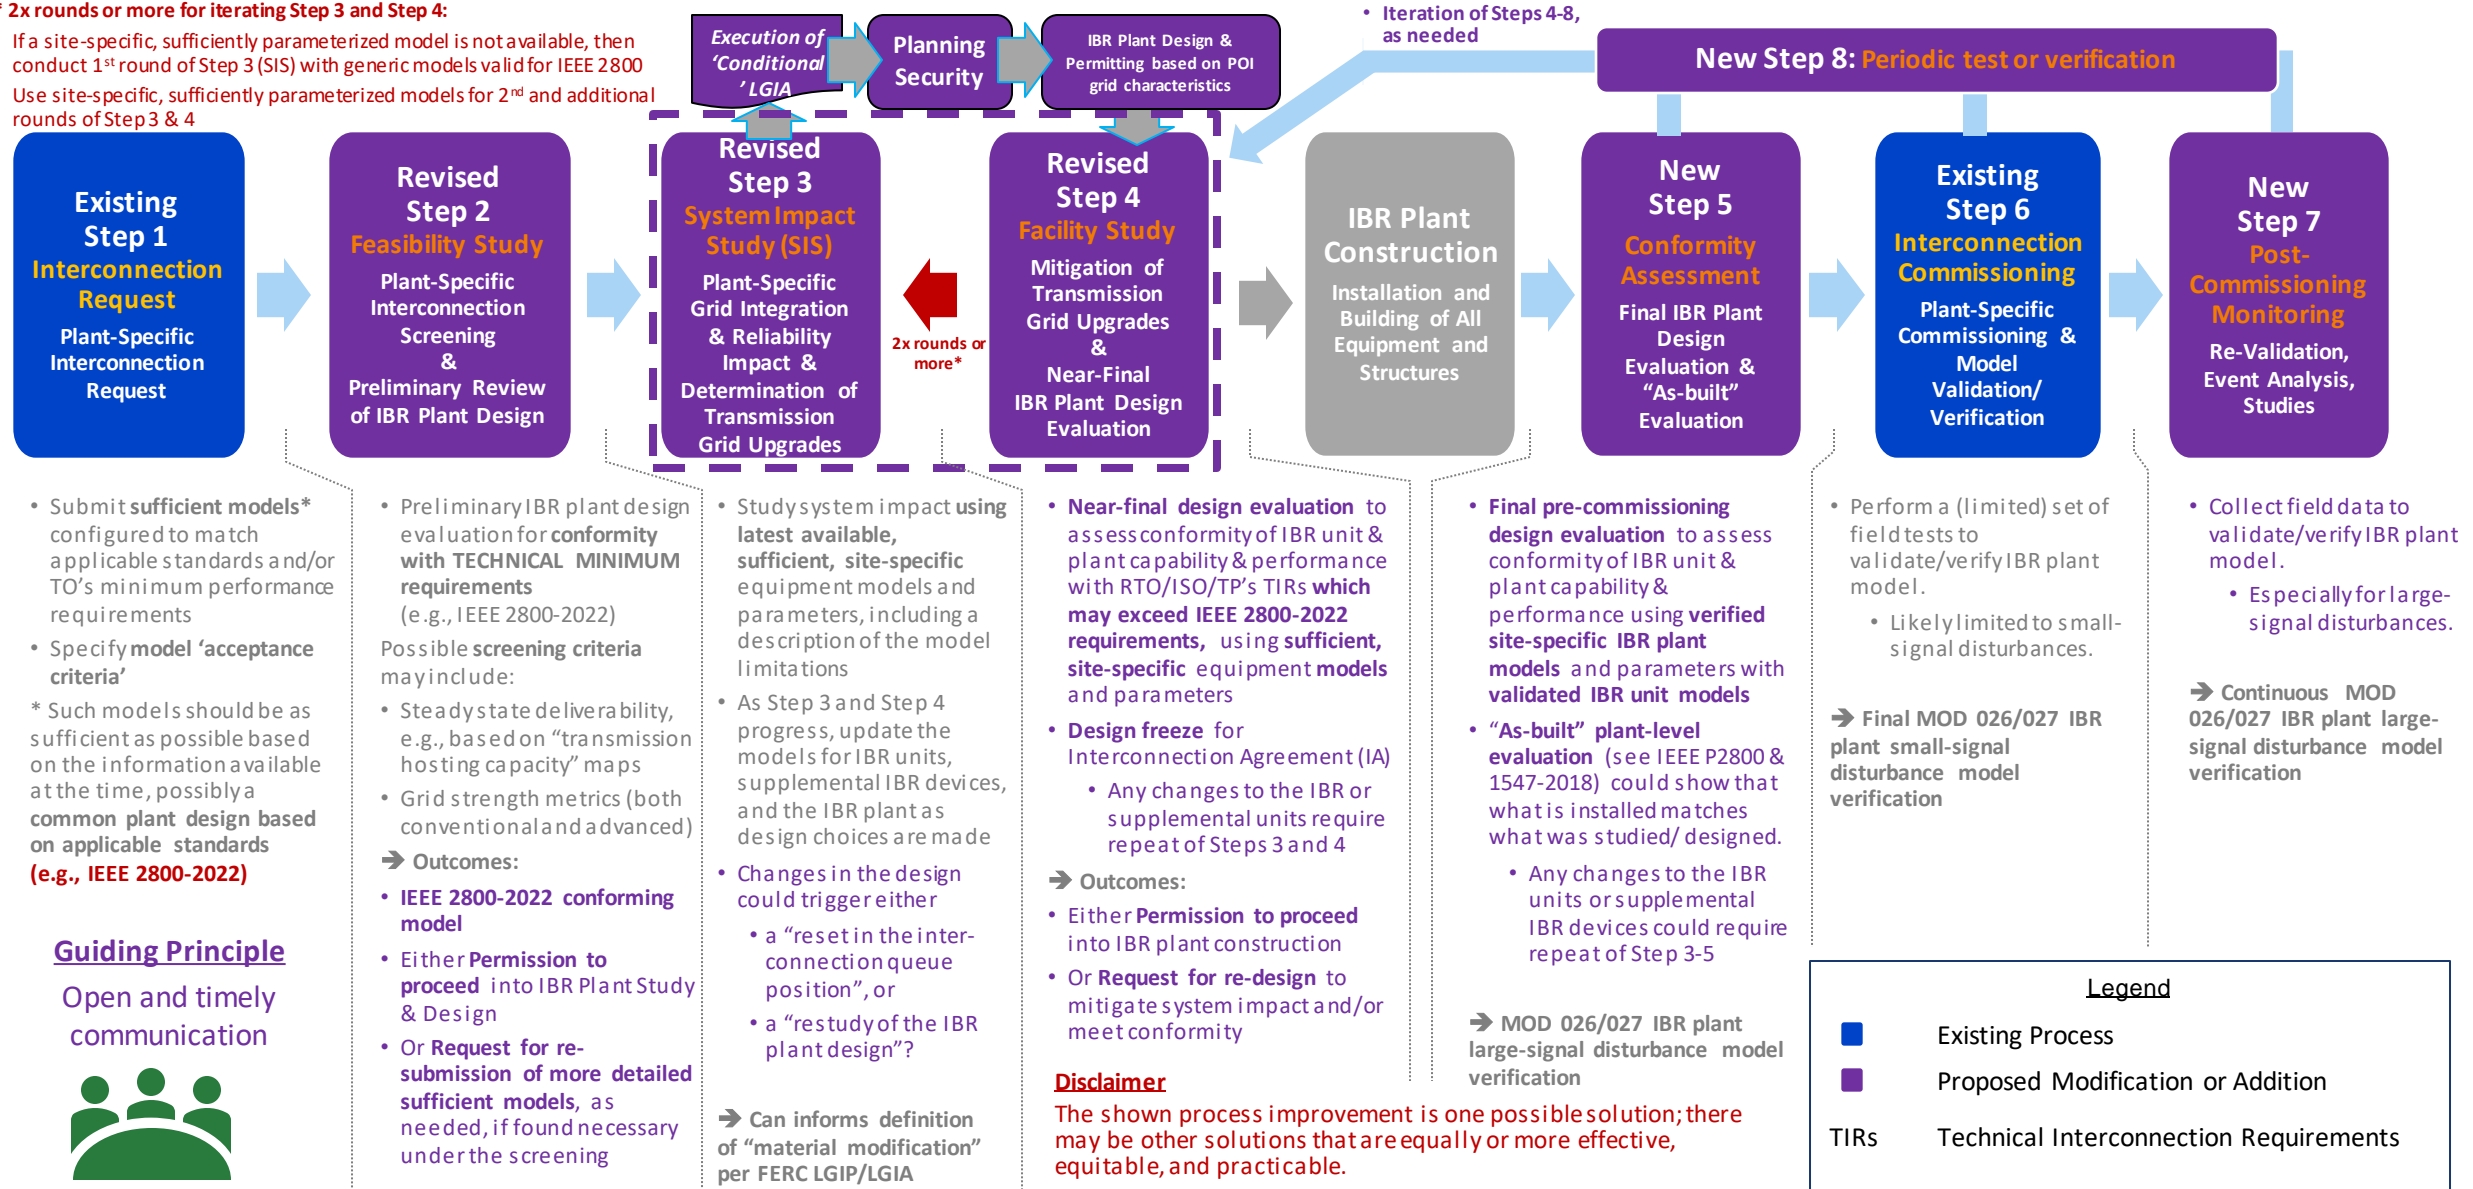 * 2x rounds or more for iterating Step 3 and Step 4:
If a site-specific, sufficiently parameterized model is not available, then
conduct 1st round of Step 3 (SIS) with generic models valid for IEEE 2800
Use site-specific, sufficiently parameterized models for 2nd and additional
rounds of Step 3 & 4
Execution of
‘Conditional
’ LGIA
Planning
Security
IBR Plant Design &
Permitting based on POI
grid characteristics
• Iteration of Steps 4-8,
as needed
New Step 8: Periodic test or verification
Existing
Step 1
Interconnection
Request
Plant-Specific
Interconnection
Request
Revised
Step 2
Feasibility Study
Plant-Specific
Interconnection
Screening
&
Preliminary Review
of IBR Plant Design
Revised
Step 3
System Impact
Study (SIS)
Plant-Specific
Grid Integration
& Reliability
Impact &
Determination of
Transmission
Grid Upgrades
2x rounds or
more*
Revised
Step 4
Facility Study
Mitigation of
Transmission
Grid Upgrades
&
Near-Final
IBR Plant Design
Evaluation
IBR Plant
Construction
Installation and
Building of All
Equipment and
Structures
New
Step 5
Conformity
Assessment
Final IBR Plant
Design
Evaluation &
“As-built”
Evaluation
Existing
Step 6
Interconnection
Commissioning
Plant-Specific
Commissioning &
Model
Validation/
Verification
New
Step 7
Post-
Commissioning
Monitoring
Re-Validation,
Event Analysis,
Studies
• Submit sufficient models*
configured to match
applicable standards and/or
TO’s minimum performance
requirements
• Specify model ‘acceptance
criteria’
* Such models should be as
sufficient as possible based
on the information available
at the time, possibly a
common plant design based
on applicable standards
(e.g., IEEE 2800-2022)
Guiding Principle
Open and timely
communication
• Preliminary IBR plant design
evaluation for conformity
with TECHNICAL MINIMUM
requirements
(e.g., IEEE 2800-2022)
Possible screening criteria
may include:
• Steady state deliverability,
e.g., based on “transmission
hosting capacity” maps
• Grid strength metrics (both
conventional and advanced)
➔ Outcomes:
• IEEE 2800-2022 conforming
model
• Either Permission to
proceed into IBR Plant Study
& Design
• Or Request for re-
submission of more detailed
sufficient models, as
needed, if found necessary
under the screening
• Study system impact using
latest available,
sufficient, site-specific
equipment models and
parameters, including a
description of the model
limitations
• As Step 3 and Step 4
progress, update the
models for IBR units,
supplemental IBR devices,
and the IBR plant as
design choices are made
• Changes in the design
could trigger either
• a “reset in the inter-
connection queue
position”, or
• a “restudy of the IBR
plant design”?
➔ Can informs definition
of “material modification”
per FERC LGIP/LGIA
• Near-final design evaluation to
assess conformity of IBR unit &
plant capability & performance
with RTO/ISO/TP’s TIRs which
may exceed IEEE 2800-2022
requirements, using sufficient,
site-specific equipment models
and parameters
• Design freeze for
Interconnection Agreement (IA)
• Any changes to the IBR or
supplemental units require
repeat of Steps 3 and 4
➔ Outcomes:
• Either Permission to proceed
into IBR plant construction
• Or Request for re-design to
mitigate system impact and/or
meet conformity
Disclaimer
The shown process improvement is one possible solution; there
may be other solutions that are equally or more effective,
equitable, and practicable.
• Final pre-commissioning
design evaluation to assess
conformity of IBR unit &
plant capability &
performance using verified
site-specific IBR plant
models and parameters with
validated IBR unit models
• “As-built” plant-level
evaluation (see IEEE P2800 &
1547-2018) could show that
what is installed matches
what was studied/ designed.
• Any changes to the IBR
units or supplemental
IBR devices could require
repeat of Step 3-5
➔ MOD 026/027 IBR plant
large-signal disturbance model
verification
• Perform a (limited) set of
field tests to
validate/verify IBR plant
model.
• Likely limited to small-
signal disturbances.
➔ Final MOD 026/027 IBR
plant small-signal
disturbance model
verification
• Collect field data to
validate/verify IBR plant
model.
• Especially for large-
signal disturbances.
➔ Continuous MOD
026/027 IBR plant large-
signal disturbance model
verification
Legend
Existing Process
Proposed Modification or Addition
TIRs Technical Interconnection Requirements